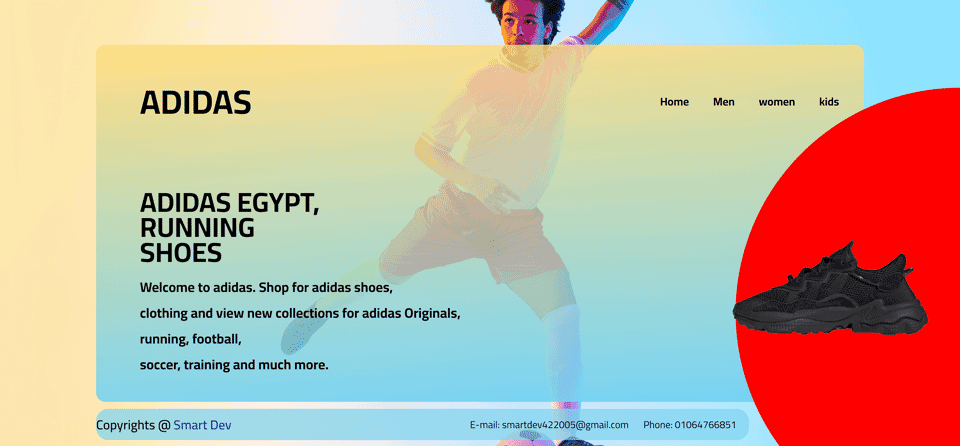 ADIDAS
Home Men women kids
ADIDAS EGYPT,
RUNNING
SHOES
Welcome to adidas. Shop for adidas shoes,
clothing and view new collections for adidas Originals,
running, football,
soccer, training and much more.
Copyrights @ Smart Dev E-mail: smartdev422005@gmail.com Phone: 01064766851